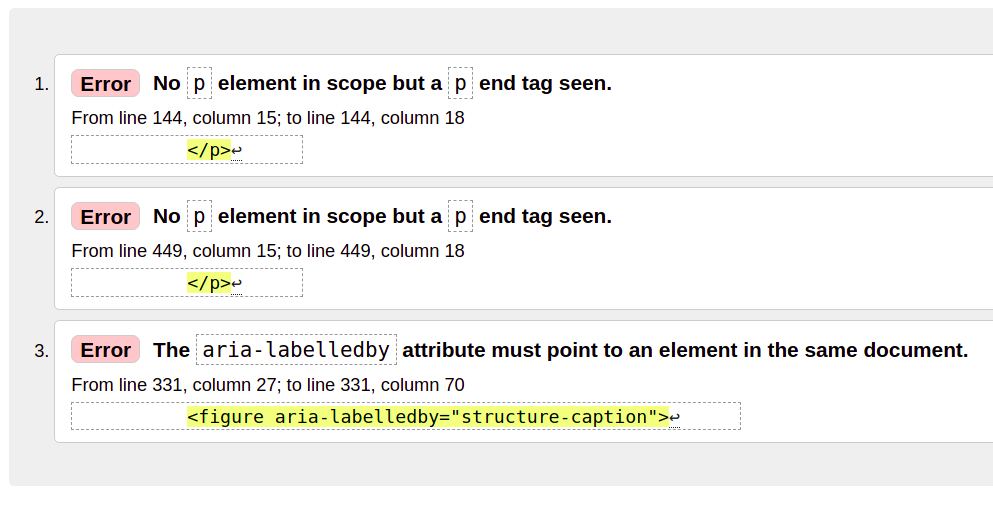 1. Error No p element in scope but a p end tag seen.
From line 144, column 15; to line 144, column 18
</p>↩
2. Error No p element in scope but a p end tag seen.
From line 449, column 15; to line 449, column 18
</p>↩
3. Error The aria-labelledby attribute must point to an element in the same document.
From line 331, column 27; to line 331, column 70
<figure aria-labelledby="structure-caption">↩